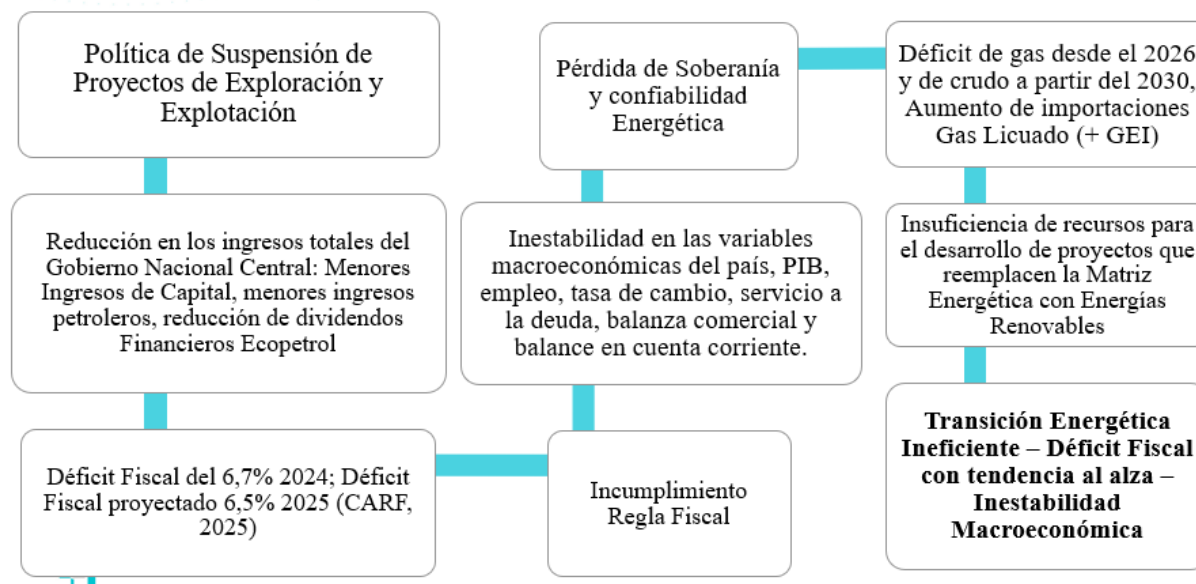 Política de Suspensión de
Proyectos de Exploración y
Explotación
Reducción en los ingresos totales del
Gobierno Nacional Central: Menores
Ingresos de Capital, menores ingresos
petroleros, reducción de dividendos
Financieros Ecopetrol
Déficit Fiscal del 6,7% 2024; Déficit
Fiscal proyectado 6,5% 2025 (CARF,
2025)
Incumplimiento
Regla Fiscal
Inestabilidad en las variables
macroeconómicas del país, PIB,
empleo, tasa de cambio, servicio a
la deuda, balanza comercial y
balance en cuenta corriente.
Pérdida de Soberanía
y confiabilidad
Energética
Déficit de gas desde el 2026
y de crudo a partir del 2030,
Aumento de importaciones
Gas Licuado (+ GEI)
Insuficiencia de recursos para
el desarrollo de proyectos que
reemplacen la Matriz
Energética con Energías
Renovables
Transición Energética
Ineficiente – Déficit Fiscal
con tendencia al alza –
Inestabilidad
Macroeconómica